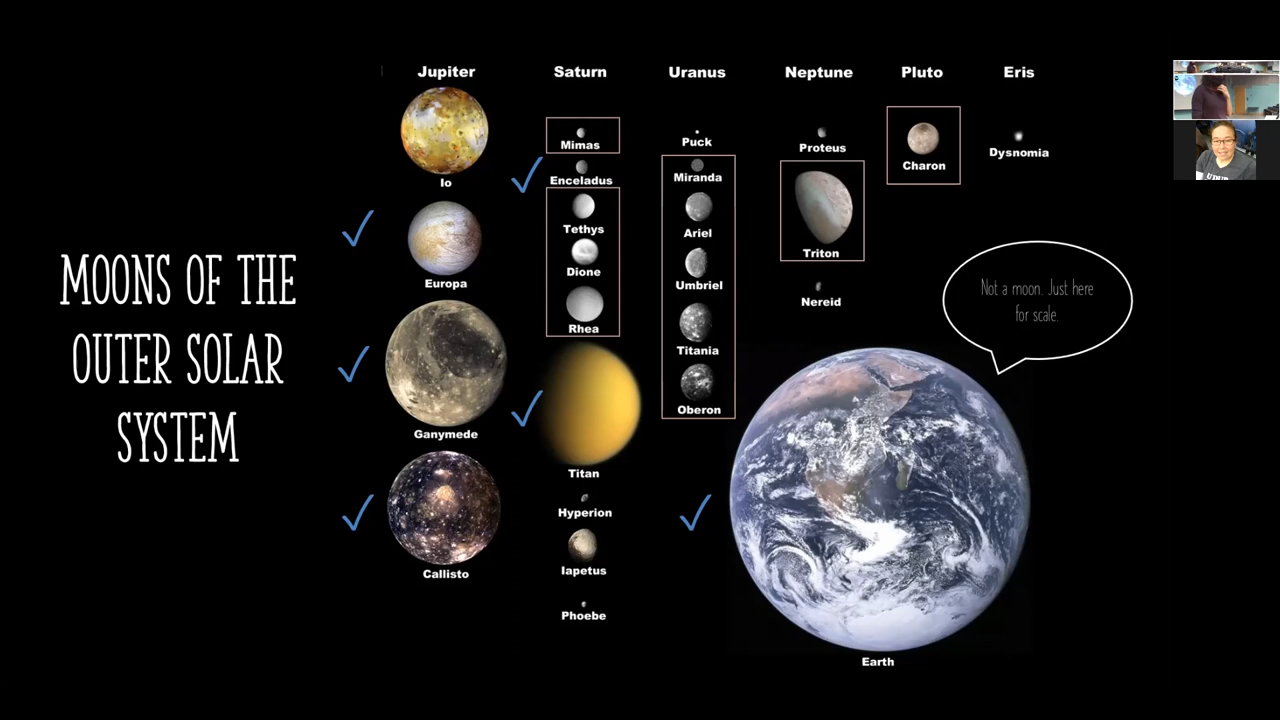 MOONS OF THE
OUTER SOLAR
SYSTEM
Jupiter
Saturn
Uranus
Neptune
Pluto
Eris
Io
Europa
Ganymede
Callisto
Mimas
Enceladus
Tethys
Dione
Rhea
Titan
Hyperion
Iapetus
Phoebe
Puck
Miranda
Ariel
Umbriel
Titania
Oberon
Proteus
Triton
Nereid
Charon
Dysnomia
Not a moon. Just here
for scale.
Earth